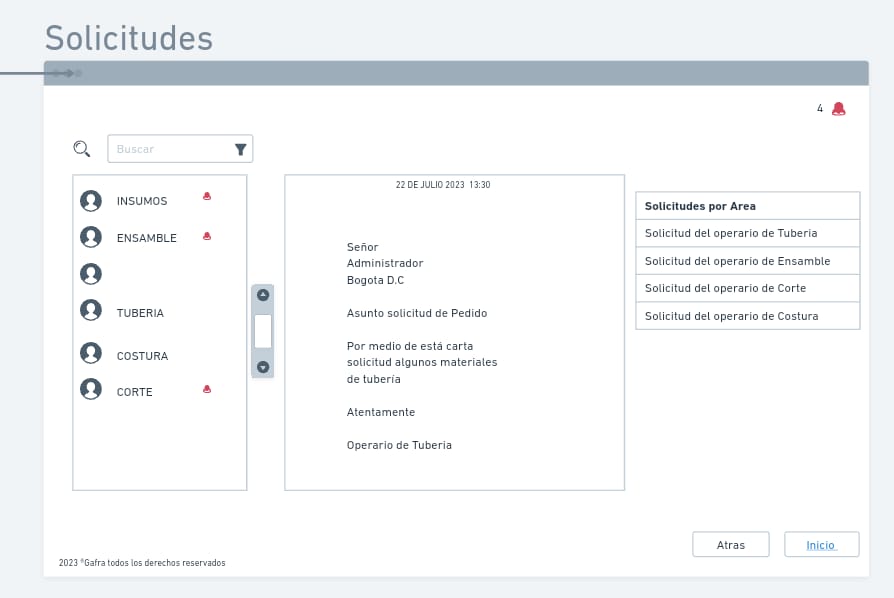 Solicitudes
4
Buscar
INSUMOS
ENSAMBLE
TUBERIA
COSTURA
CORTE
22 DE JULIO 2023 13:30
Señor
Administrador
Bogota D.C
Asunto solicitud de Pedido
Por medio de está carta
solicitud algunos materiales
de tubería
Atentamente
Operario de Tuberia
Solicitudes por Area
Solicitud del operario de Tuberia
Solicitud del operario de Ensamble
Solicitud del operario de Corte
Solicitud del operario de Costura
Atras
Inicio
2023 °Gafra todos los derechos reservados